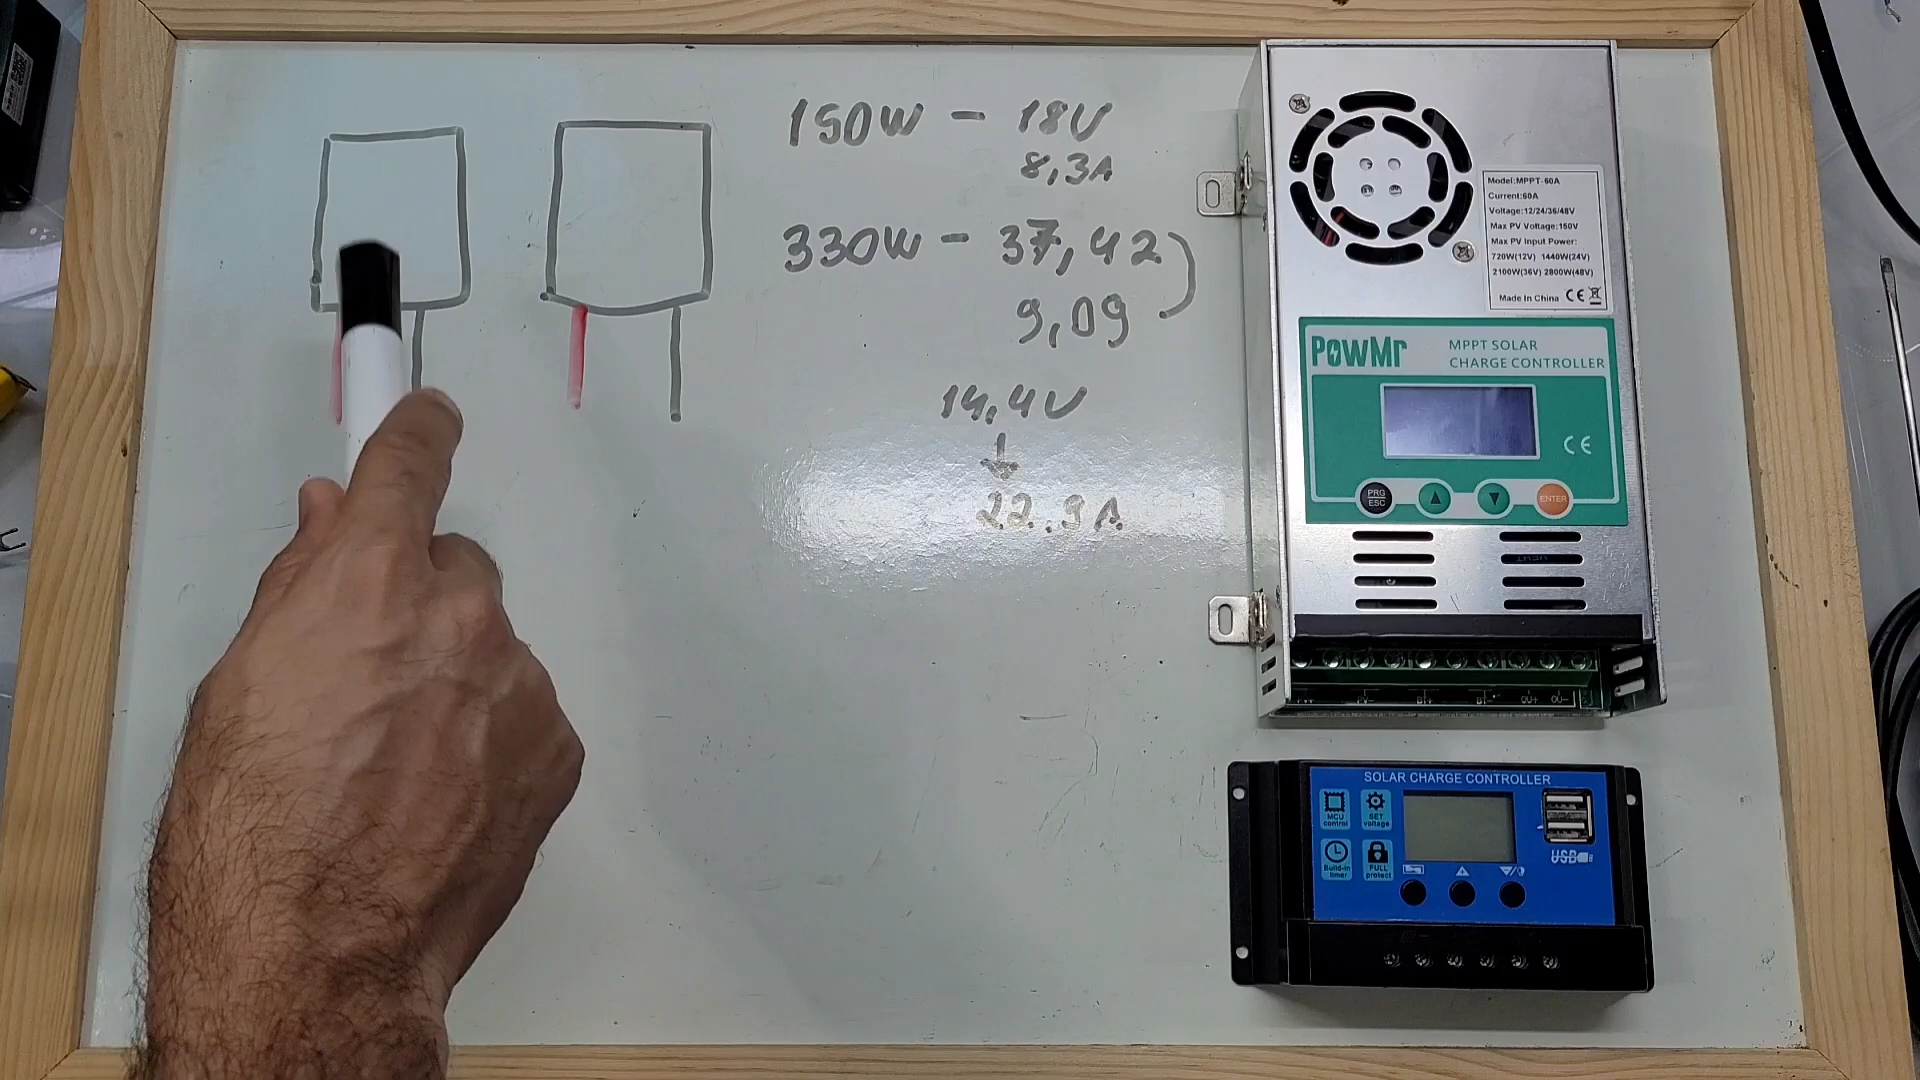 150W - 18V
8,3A
330W - 37,42
9,09
14,4V
22.9A
Model:MPPT-60A
Current:60A
Voltage:12/24/36/48V
Max PV Voltage:150V
Max PV Input Power:
720W(12V) 1440W(24V)
2100W(36V) 2800W(48V)
Made In China CE
PowMr
MPPT SOLAR
CHARGE CONTROLLER
CE
PRG
ESC
ENTER
SOLAR CHARGE CONTROLLER
MCU
control
SET
voltage
Build-in
timer
FULL
protect
USB